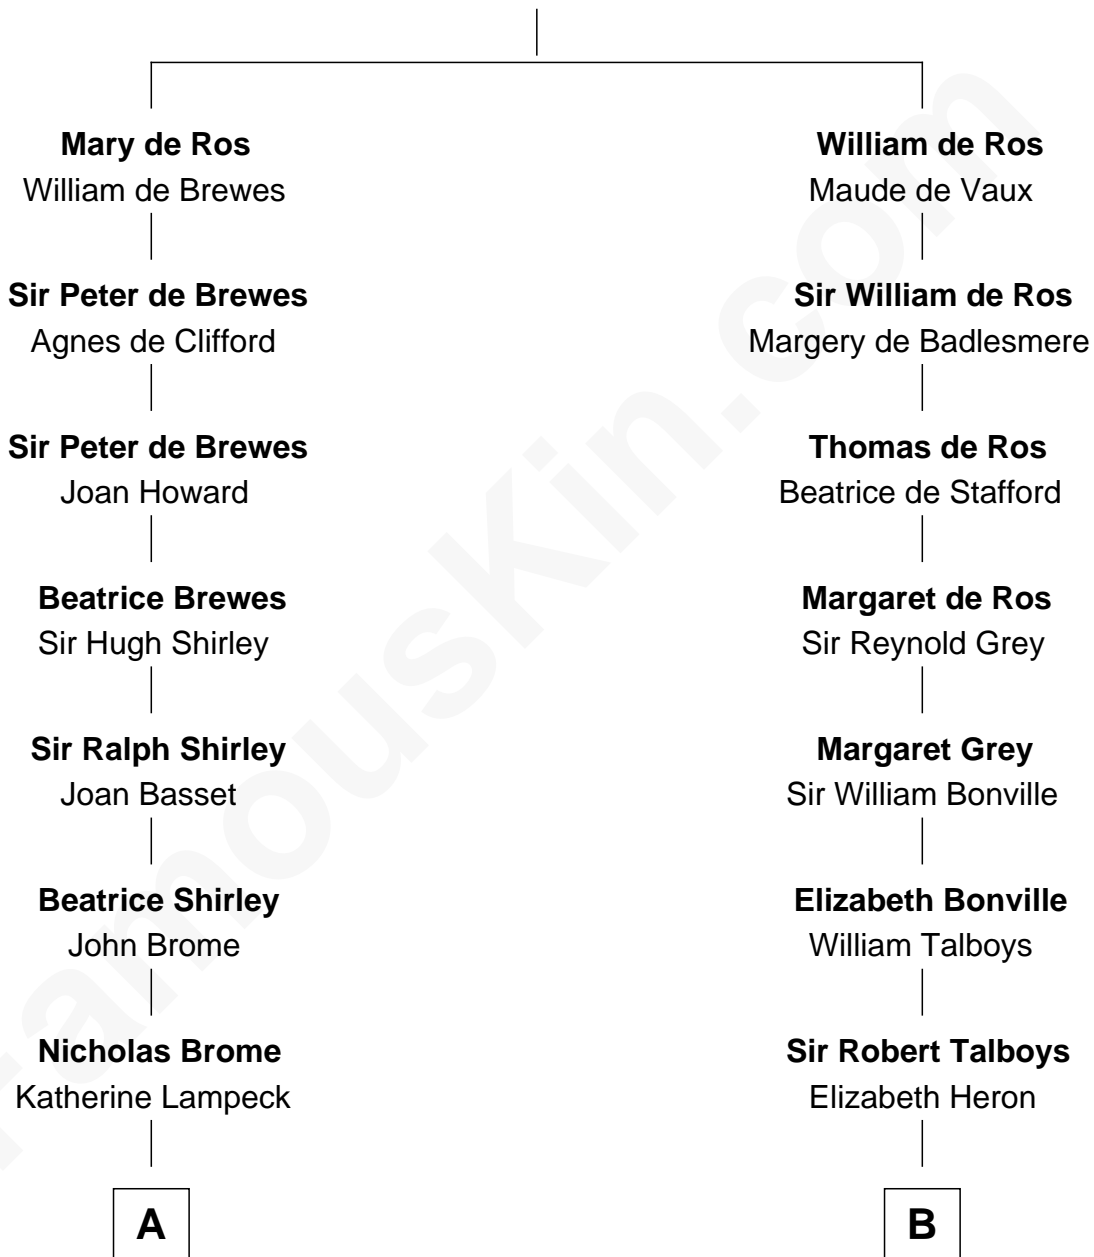 Mary de Ros
William de Brewes
Sir Peter de Brewes
Agnes de Clifford
Sir Peter de Brewes
Joan Howard
Beatrice Brewes
Sir Hugh Shirley
Sir Ralph Shirley
Joan Basset
Beatrice Shirley
John Brome
Nicholas Brome
Katherine Lampeck
A
William de Ros
Maude de Vaux
Sir William de Ros
Margery de Badlesmere
Thomas de Ros
Beatrice de Stafford
Margaret de Ros
Sir Reynold Grey
Margaret Grey
Sir William Bonville
Elizabeth Bonville
William Talboys
Sir Robert Talboys
Elizabeth Heron
B
FamousKin.com